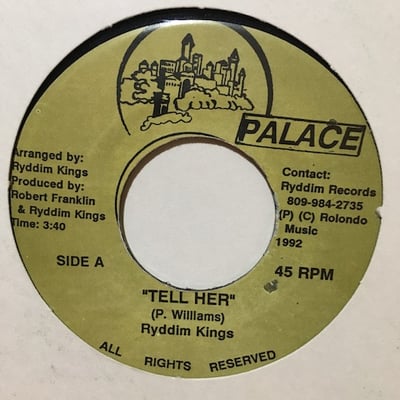 PALACE
Arranged by:
Ryddim Kings
Produced by:
Robert Franklin
& Ryddim Kings
Time: 3:40
Contact:
Ryddim Records
809-984-2735
(P) (C) Rolondo
Music
1992
SIDE A
45 RPM
"TELL HER"
(P. Williams)
Ryddim Kings
ALL RIGHTS RESERVED